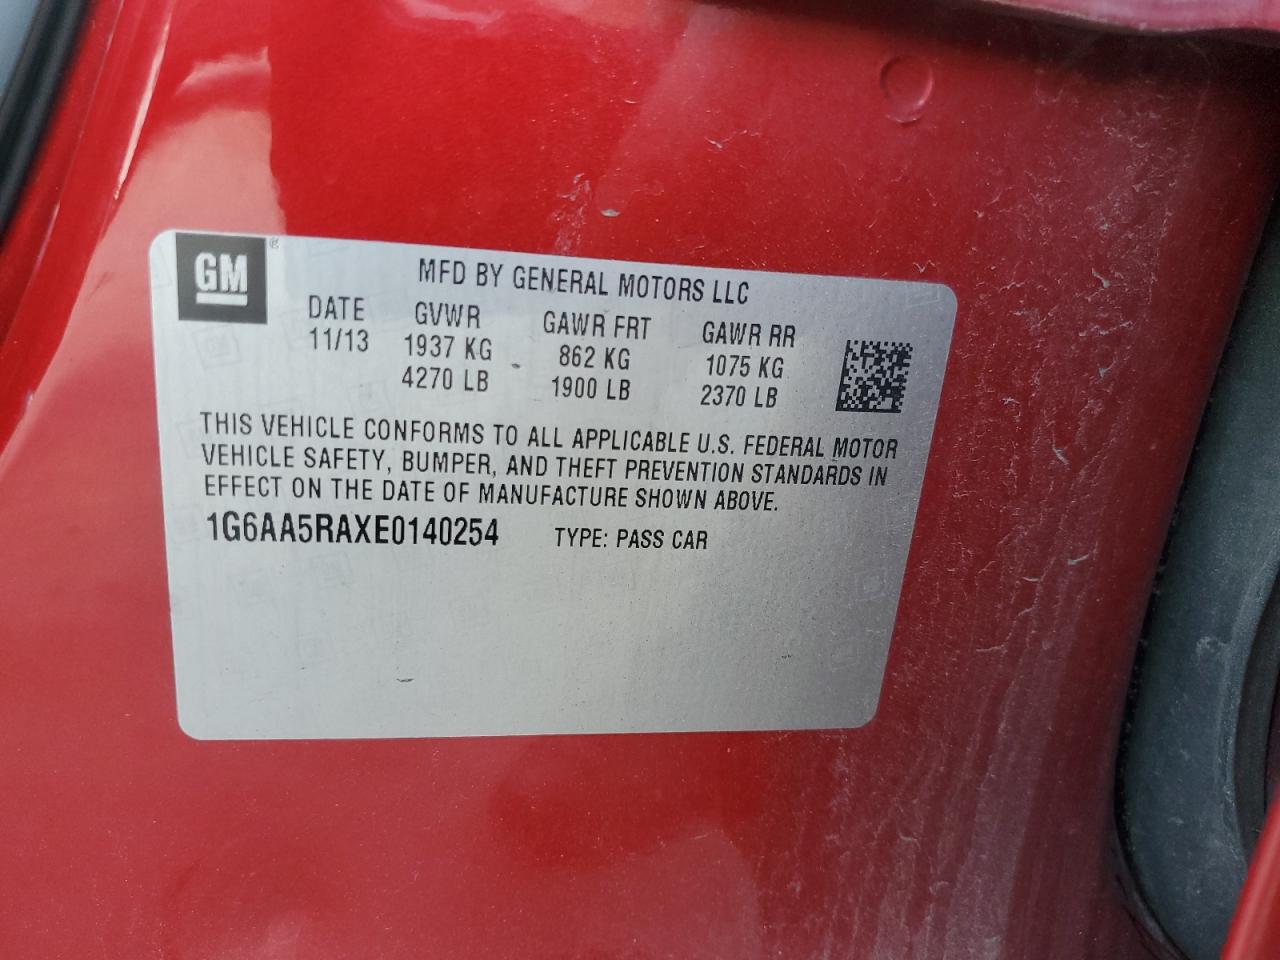 GM
MFD BY GENERAL MOTORS LLC
DATE GVWR GAWR FRT GAWR RR
11/13 1937 KG 862 KG 1075 KG
4270 LB 1900 LB 2370 LB
THIS VEHICLE CONFORMS TO ALL APPLICABLE U.S. FEDERAL MOTOR
VEHICLE SAFETY, BUMPER, AND THEFT PREVENTION STANDARDS IN
EFFECT ON THE DATE OF MANUFACTURE SHOWN ABOVE.
1G6AA5RAXE0140254 TYPE: PASS CAR